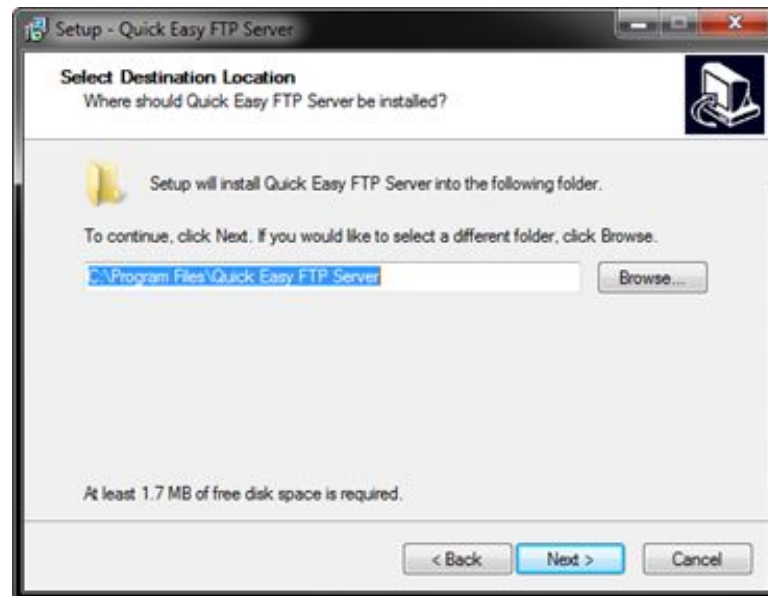 Setup - Quick Easy FTP Server
Select Destination Location
Where should Quick Easy FTP Server be installed?
Setup will install Quick Easy FTP Server into the following folder.
To continue, click Next. If you would like to select a different folder, click Browse.
C:\Program Files\Quick Easy FTP Server
Browse...
At least 1.7 MB of free disk space is required.
< Back
Next >
Cancel